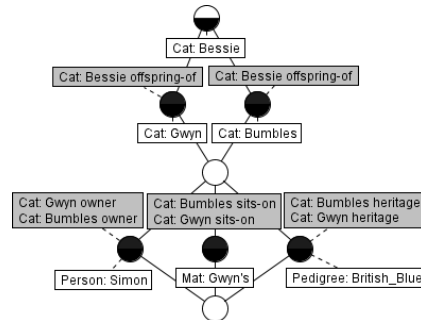 Cat: Bessie
Cat: Bessie offspring-of
Cat: Bessie offspring-of
Cat: Gwyn
Cat: Bumbles
Cat: Gwyn owner
Cat: Bumbles owner
Cat: Bumbles sits-on
Cat: Gwyn sits-on
Cat: Bumbles heritage
Cat: Gwyn heritage
Person: Simon
Mat: Gwyn's
Pedigree: British_Blue